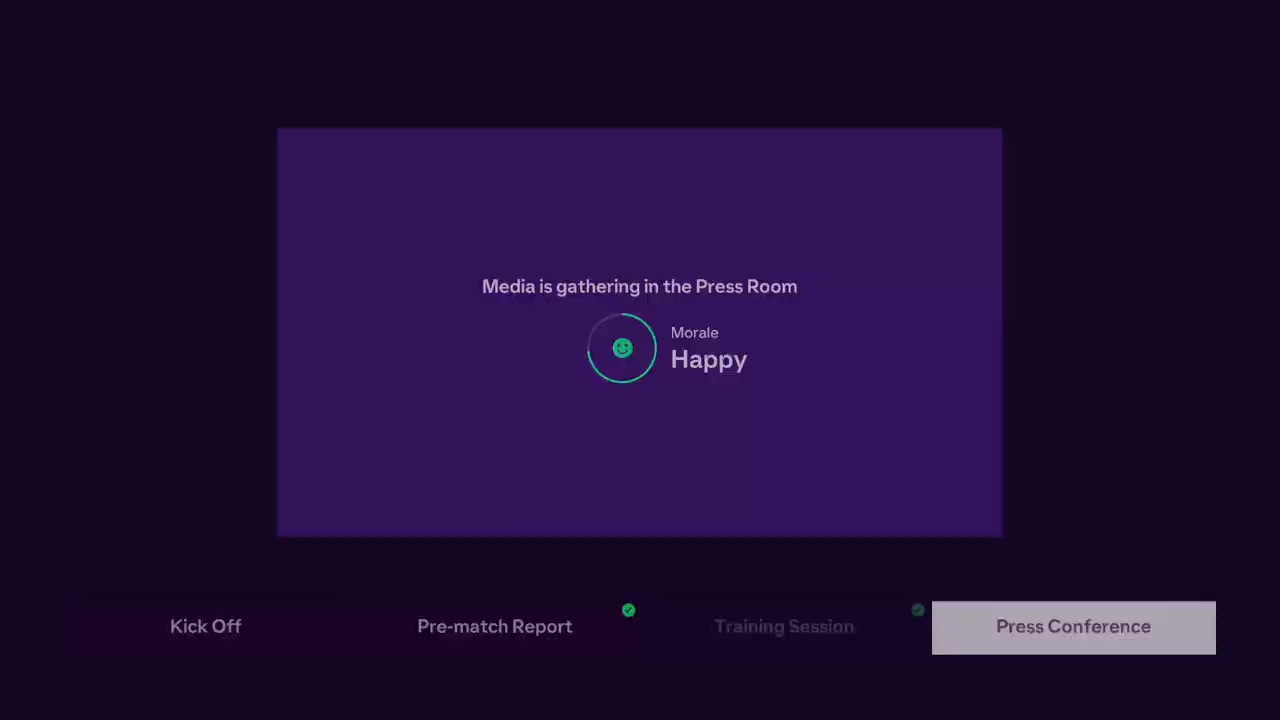 Media is gathering in the Press Room
Morale
Happy
Kick Off
Pre-match Report
Training Session
Press Conference